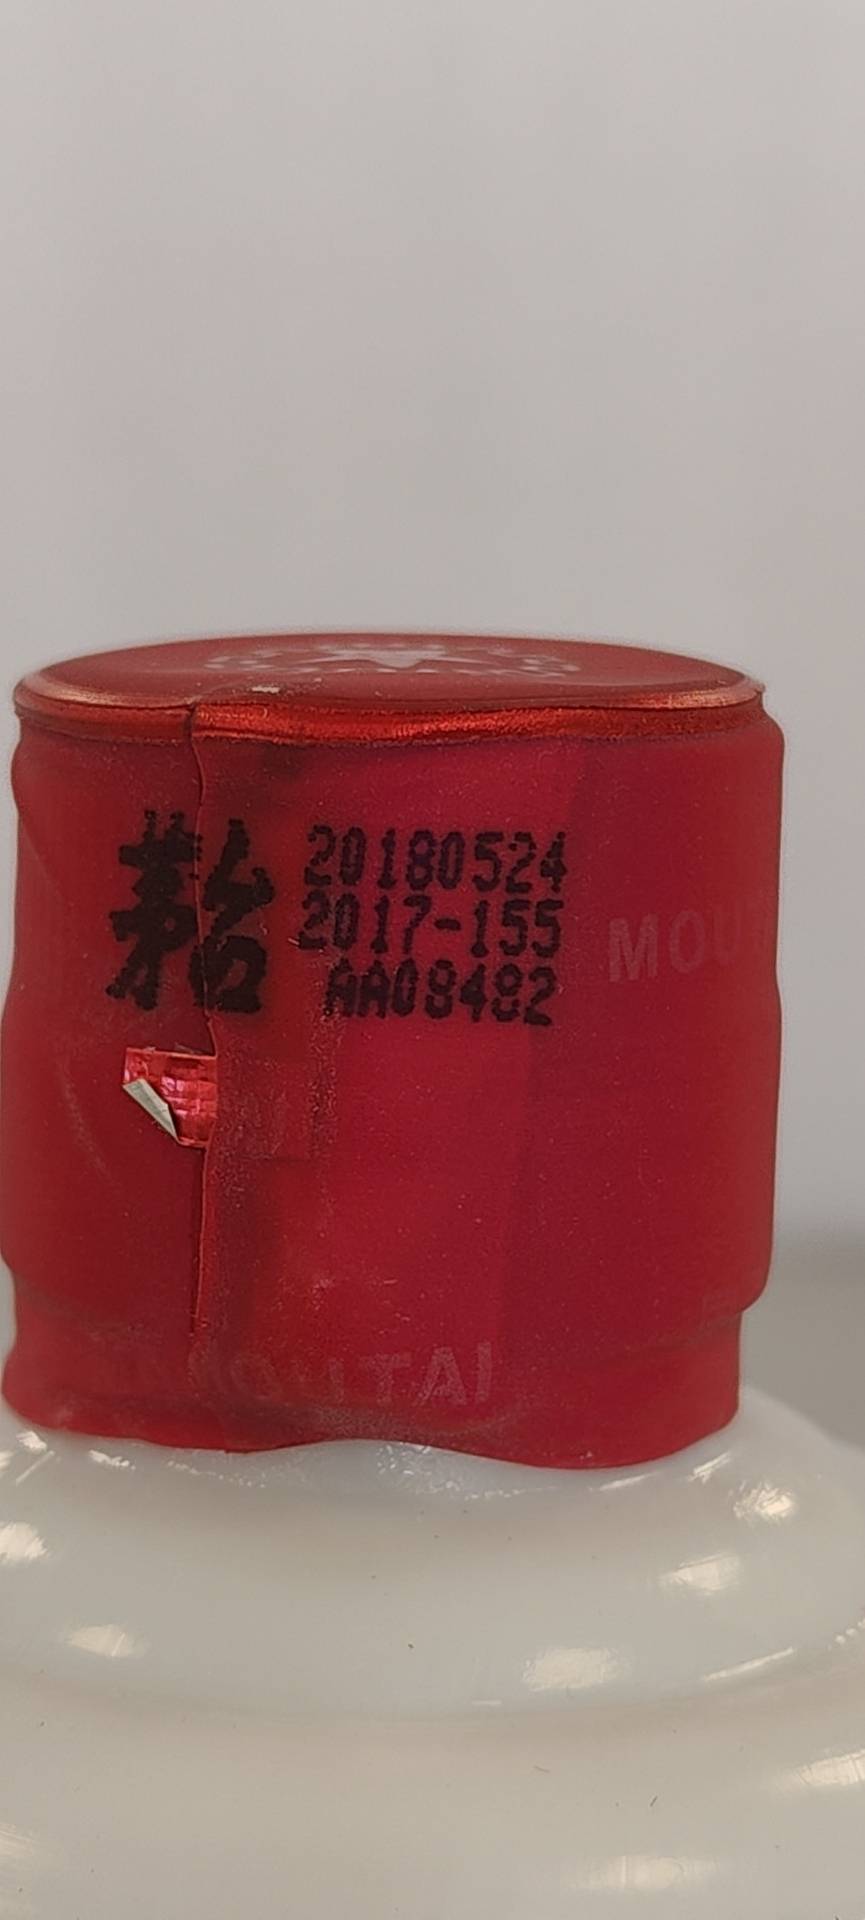 茅台
20180524
2017-155
AA08482
MOUT
MOUTAI